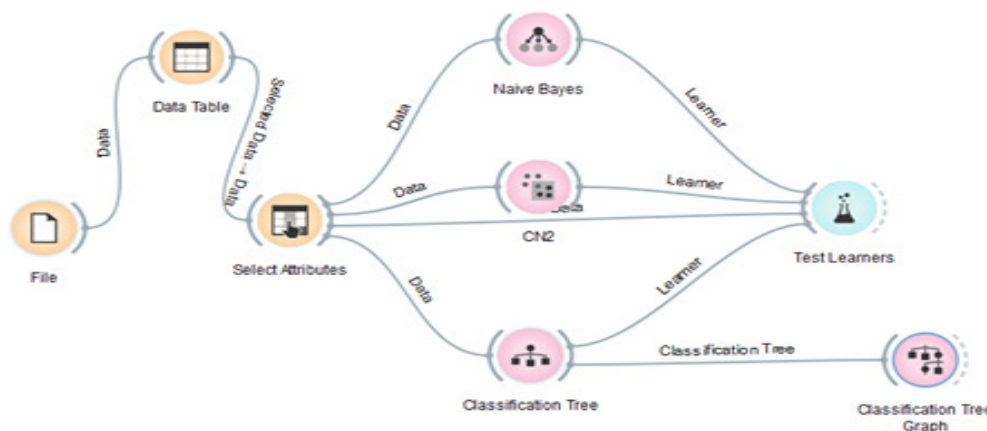 Naive Bayes
Data Table
Data
Selected Data → Data
Data
Learner
Data
Learner
Data
File
Select Attributes
CN2
Test Learners
Data
Learner
Classification Tree
Classification Tree
Classification Tree
Graph